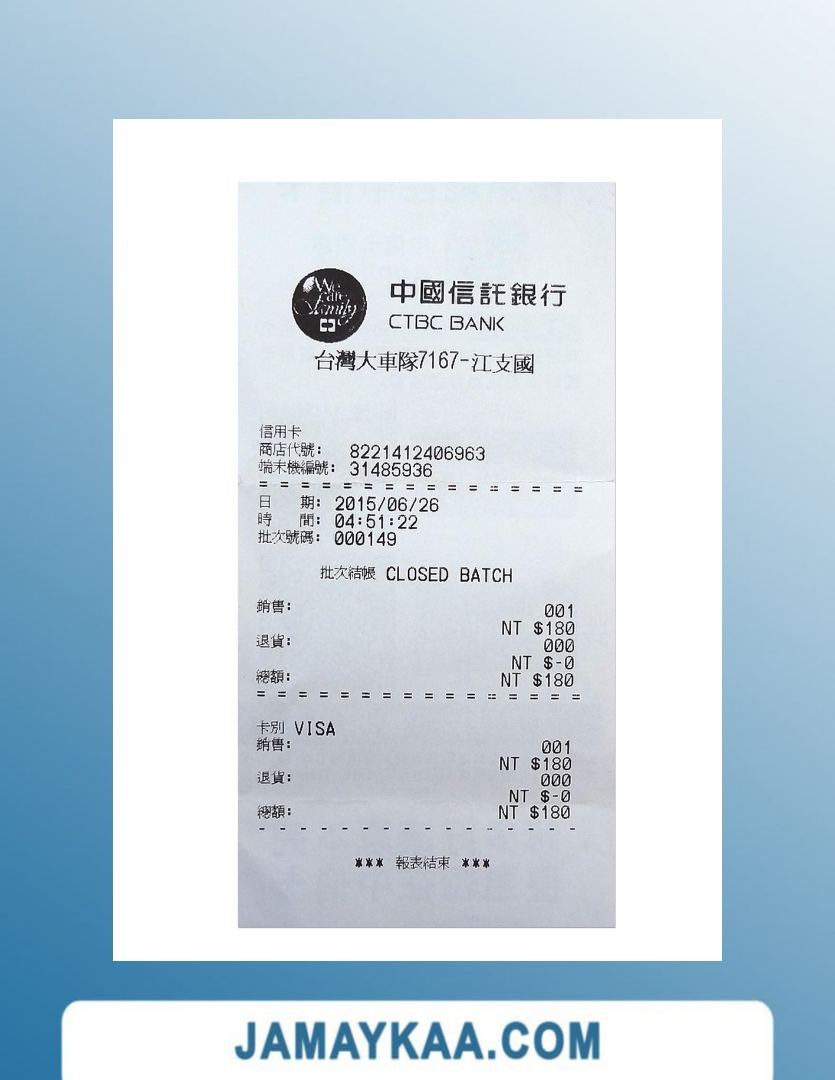 We
are
Family
中國信託銀行
CTBC BANK
台灣大車隊7167-江支國
信用卡
商店代號: 8221412406963
端末機編號: 31485936
= = = = = = = = = = = = = = = =
日 期: 2015/06/26
時 間: 04:51:22
批次號碼: 000149
批次結帳 CLOSED BATCH
銷售: 001
NT $180
退貨: 000
NT $-0
總額: NT $180
= = = = = = = = = = = = = = = =
卡別 VISA
銷售: 001
NT $180
退貨: 000
NT $-0
總額: NT $180
- - - - - - - - - - - - - - - -
*** 報表結束 ***
JAMAYKAA.COM